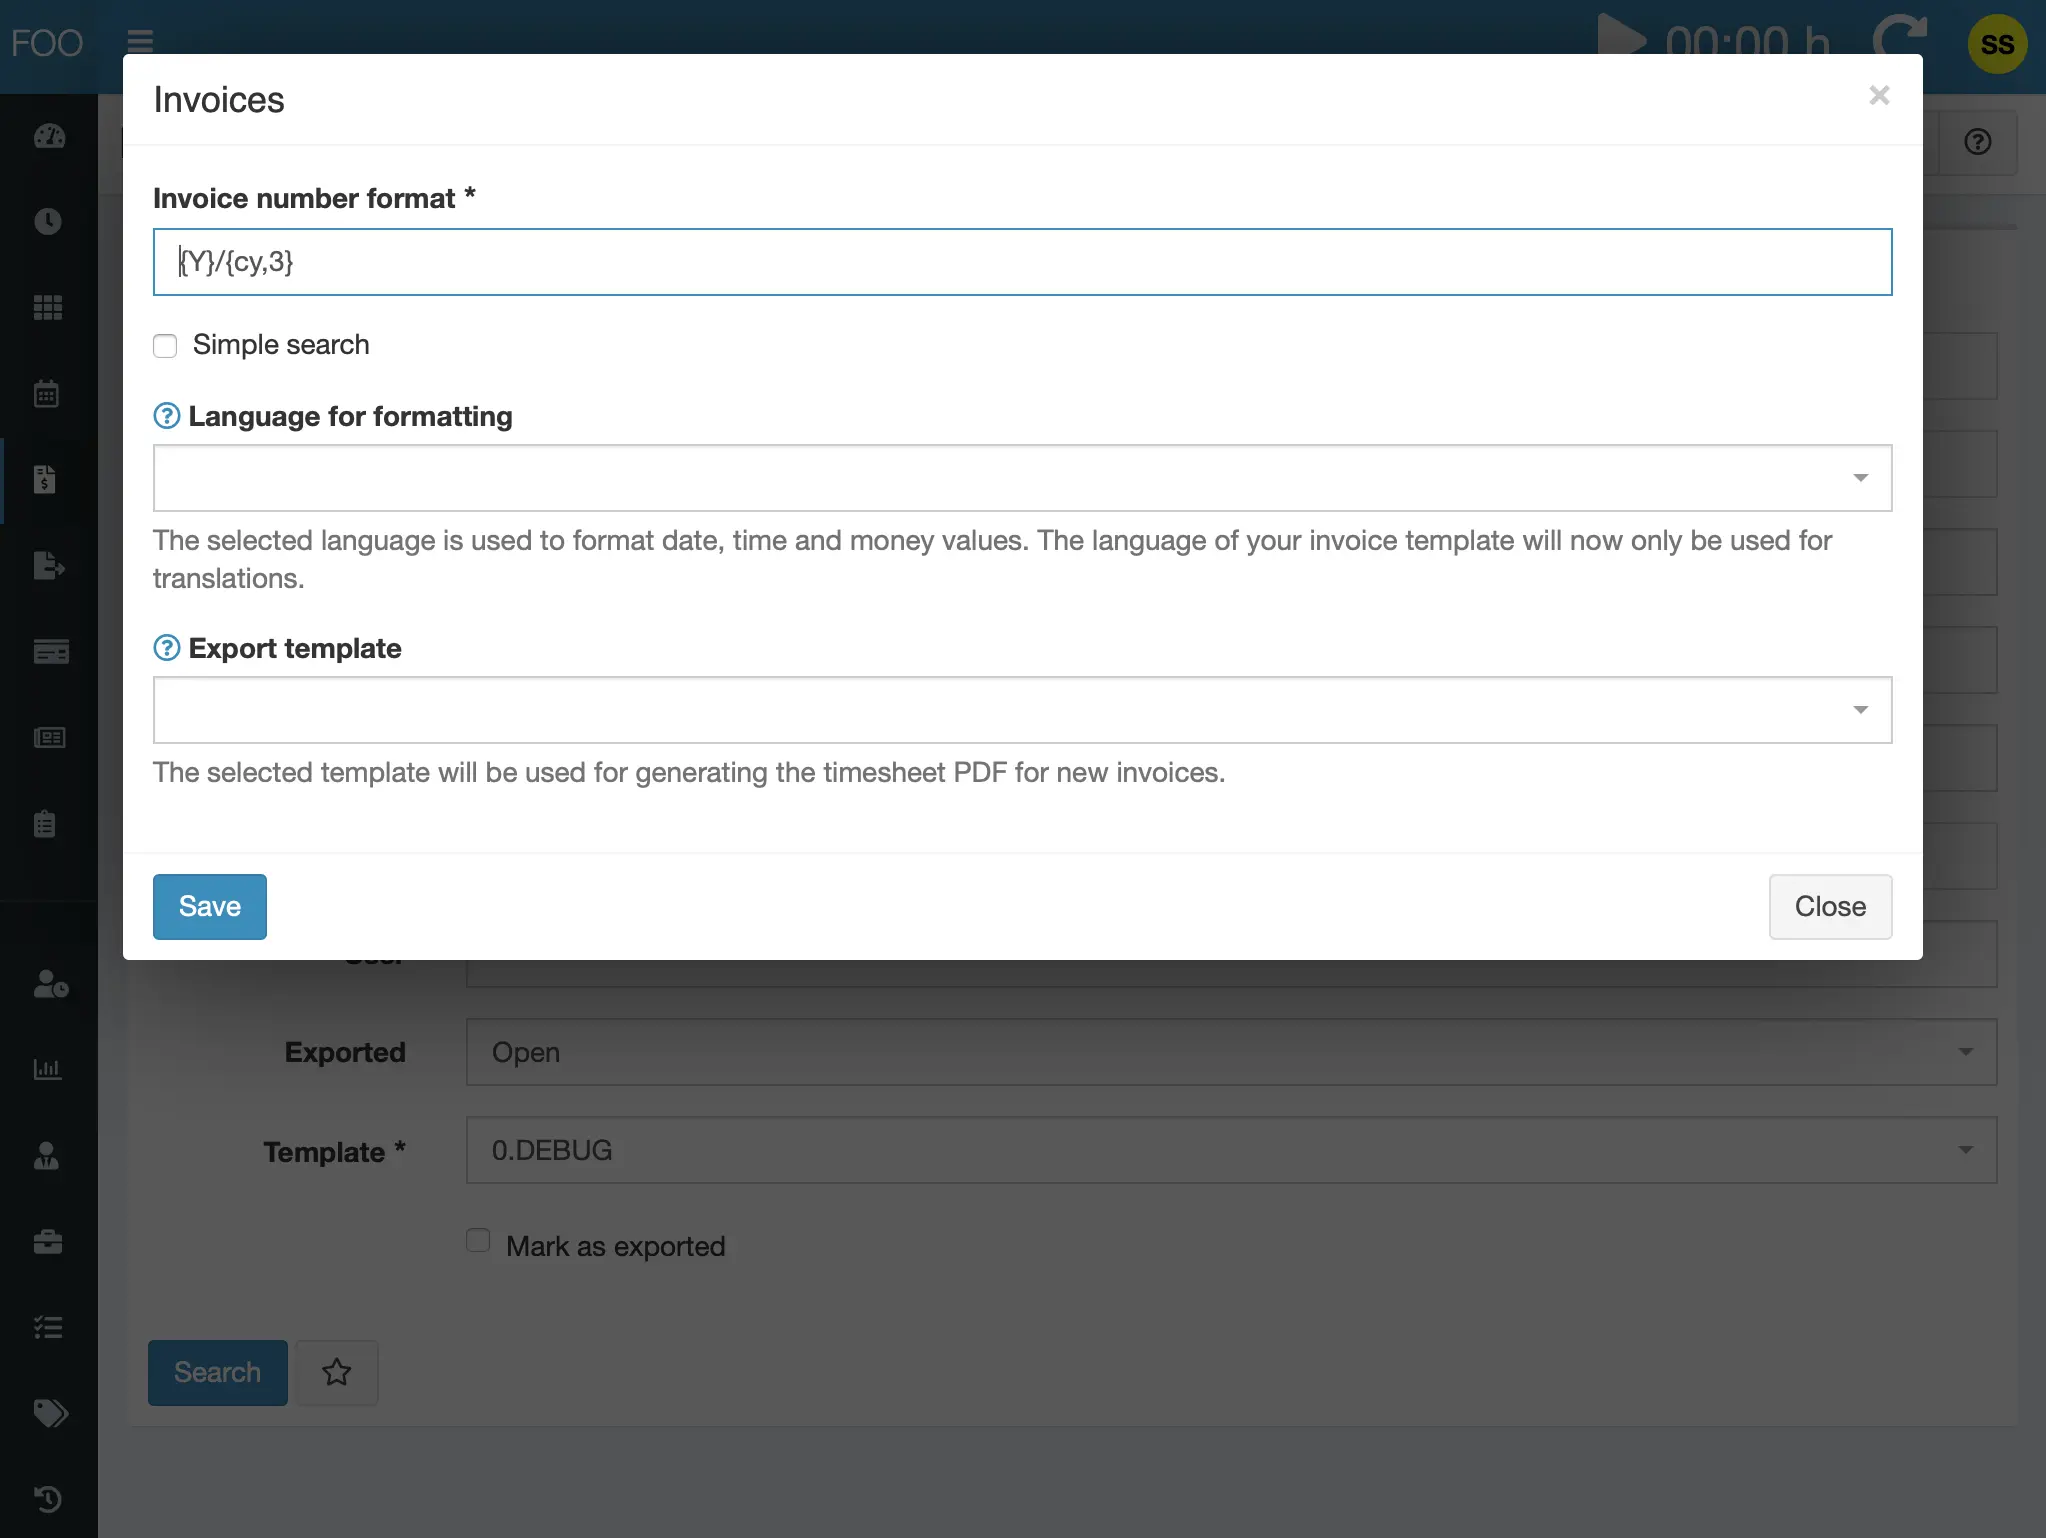 FOO
00:00 h
SS
Invoices
×
Invoice number format *
{Y}/{cy,3}
Simple search
Language for formatting
The selected language is used to format date, time and money values. The language of your invoice template will now only be used for
translations.
Export template
The selected template will be used for generating the timesheet PDF for new invoices.
Save
Close
Exported
Open
Template *
0.DEBUG
Mark as exported
Search